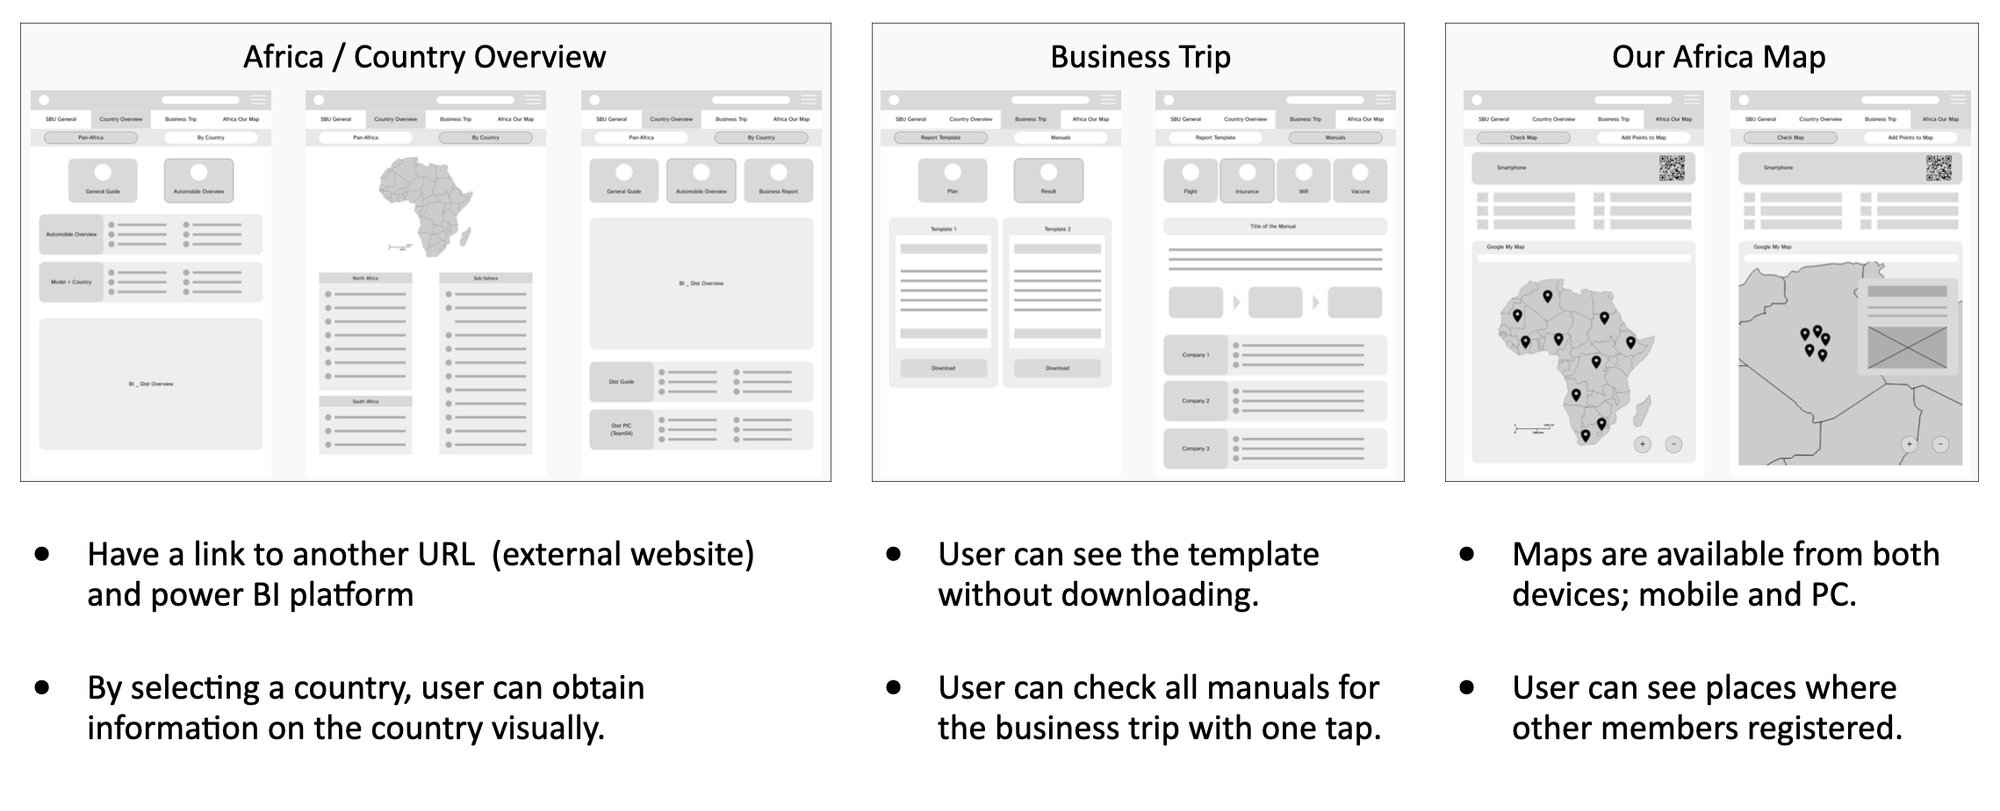 Africa / Country Overview
SBU General Country Overview Business Trip Africa Our Map
Pan-Africa By Country
General Guide Automobile Overview
Automobile Overview
Model × Country
BI _ Dist Overview
SBU General Country Overview Business Trip Africa Our Map
Pan-Africa By Country
North Africa Sub-Sahara
South Africa
SBU General Country Overview Business Trip Africa Our Map
Pan-Africa By Country
General Guide Automobile Overview Business Report
BI _ Dist Overview
Dist Guide
Dist PIC
(Team54)
Have a link to another URL (external website)
and power BI platform
By selecting a country, user can obtain
information on the country visually.
Business Trip
SBU General Country Overview Business Trip Africa Our Map
Report Template Manuals
Plan Result
Template 1 Template 2
Download Download
SBU General Country Overview Business Trip Africa Our Map
Report Template Manuals
Flight Insurance Wifi Vaccine
Title of the Manual
Company 1
Company 2
Company 3
User can see the template
without downloading.
User can check all manuals for
the business trip with one tap.
Our Africa Map
SBU General Country Overview Business Trip Africa Our Map
Check Map Add Points to Map
Smartphone
Google My Map
SBU General Country Overview Business Trip Africa Our Map
Check Map Add Points to Map
Smartphone
Google My Map
Maps are available from both
devices; mobile and PC.
User can see places where
other members registered.